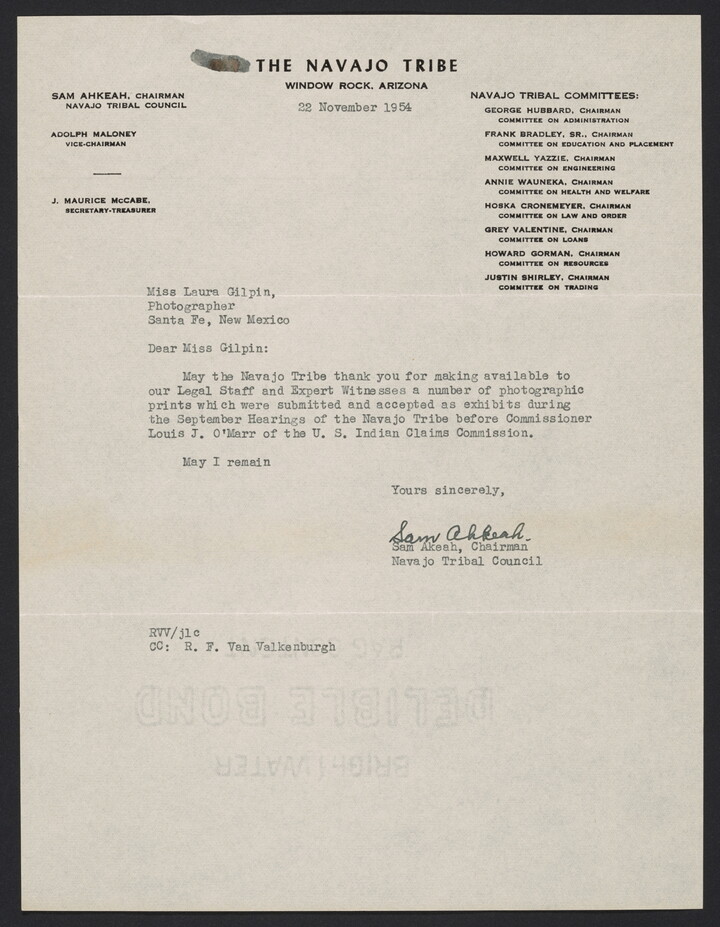 THE NAVAJO TRIBE
WINDOW ROCK, ARIZONA
22 November 1954
SAM AHKEAH, CHAIRMAN
NAVAJO TRIBAL COUNCIL
ADOLPH MALONEY
VICE-CHAIRMAN
J. MAURICE McCABE,
SECRETARY-TREASURER
NAVAJO TRIBAL COMMITTEES:
GEORGE HUBBARD, CHAIRMAN
COMMITTEE ON ADMINISTRATION
FRANK BRADLEY, SR., CHAIRMAN
COMMITTEE ON EDUCATION AND PLACEMENT
MAXWELL YAZZIE, CHAIRMAN
COMMITTEE ON ENGINEERING
ANNIE WAUNEKA, CHAIRMAN
COMMITTEE ON HEALTH AND WELFARE
HOSKA CRONEMEYER, CHAIRMAN
COMMITTEE ON LAW AND ORDER
GREY VALENTINE, CHAIRMAN
COMMITTEE ON LOANS
HOWARD GORMAN, CHAIRMAN
COMMITTEE ON RESOURCES
JUSTIN SHIRLEY, CHAIRMAN
COMMITTEE ON TRADING
Miss Laura Gilpin,
Photographer
Santa Fe, New Mexico
Dear Miss Gilpin:
May the Navajo Tribe thank you for making available to
our Legal Staff and Expert Witnesses a number of photographic
prints which were submitted and accepted as exhibits during
the September Hearings of the Navajo Tribe before Commissioner
Louis J. O'Marr of the U. S. Indian Claims Commission.
May I remain
Yours sincerely,
Sam Ahkeah.
Sam Akeah, Chairman
Navajo Tribal Council
RVV/jlc
CC: R. F. Van Valkenburgh
DELIBLE BOND